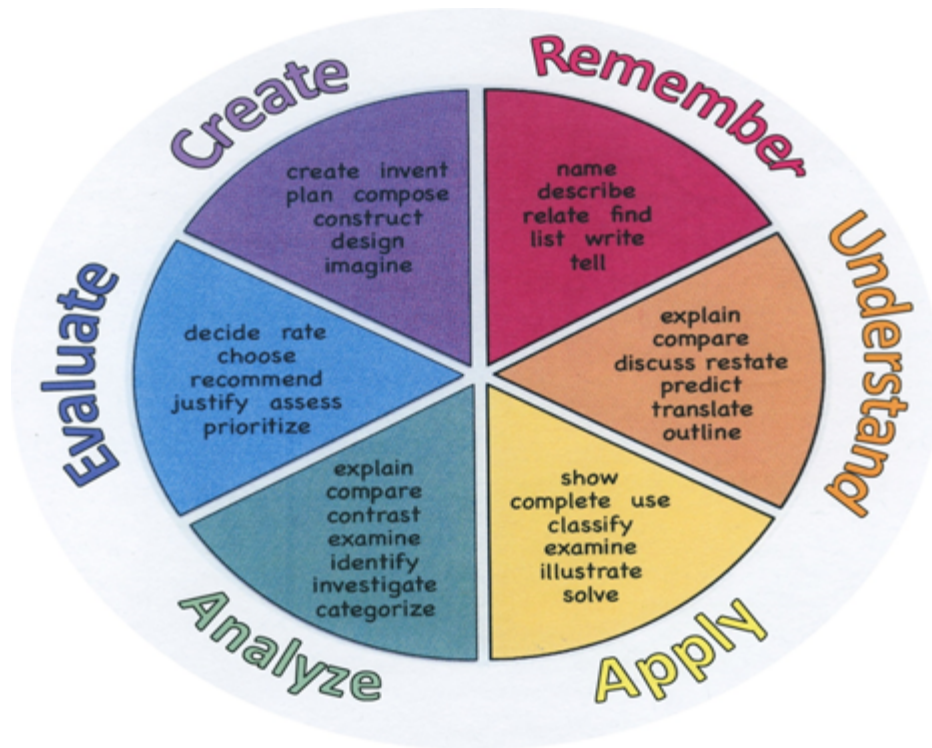 Remember
name
describe
relate find
list write
tell
Understand
explain
compare
discuss restate
predict
translate
outline
Apply
show
complete use
classify
examine
illustrate
solve
Analyze
explain
compare
contrast
examine
identify
investigate
categorize
Evaluate
decide rate
choose
recommend
justify assess
prioritize
Create
create invent
plan compose
construct
design
imagine